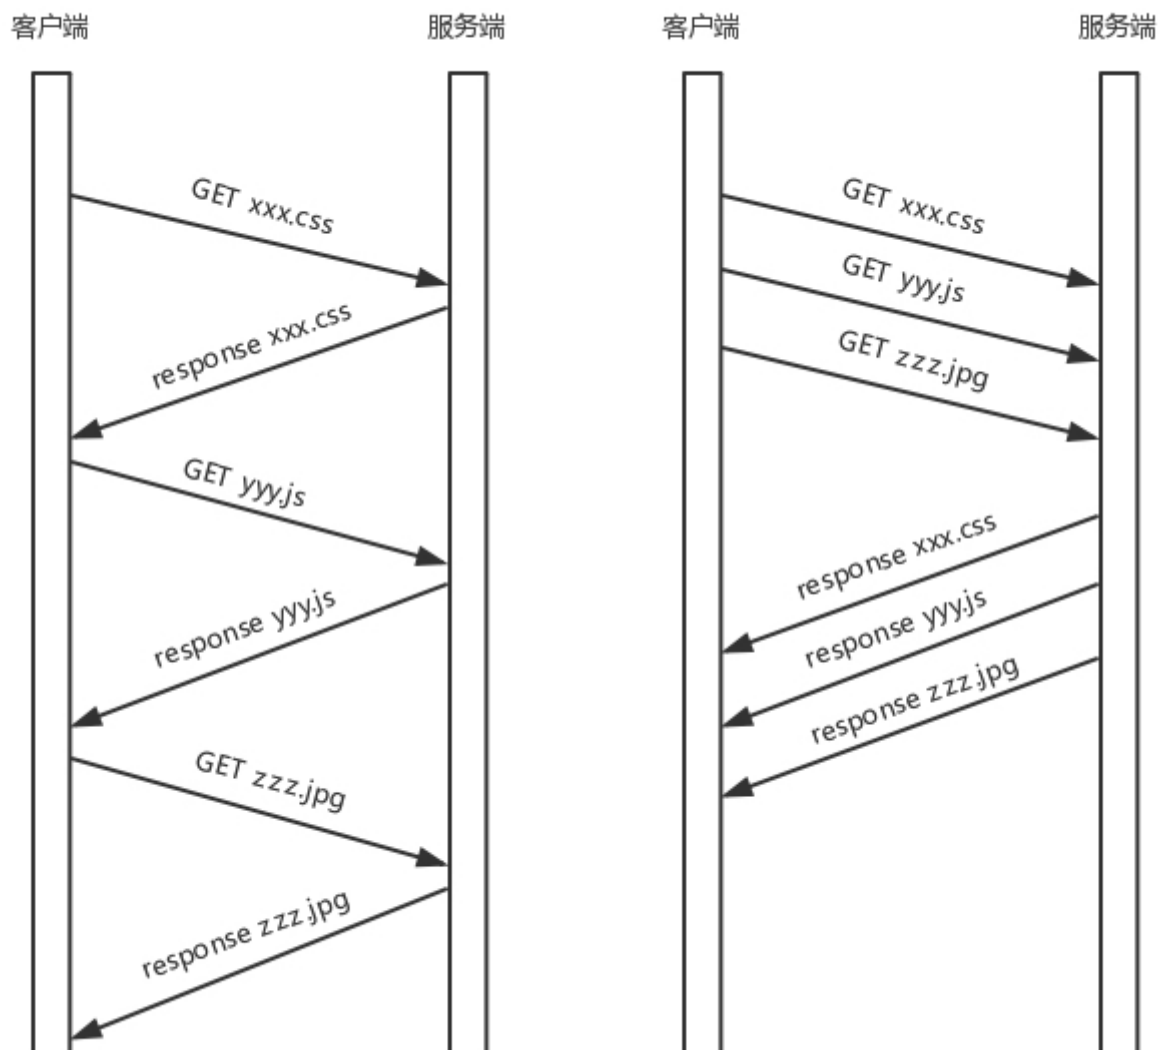 客户端
服务端
GET xxx.css
response xxx.css
GET yyy.js
response yyy.js
GET zzz.jpg
response zzz.jpg
客户端
服务端
GET xxx.css
GET yyy.js
GET zzz.jpg
response xxx.css
response yyy.js
response zzz.jpg